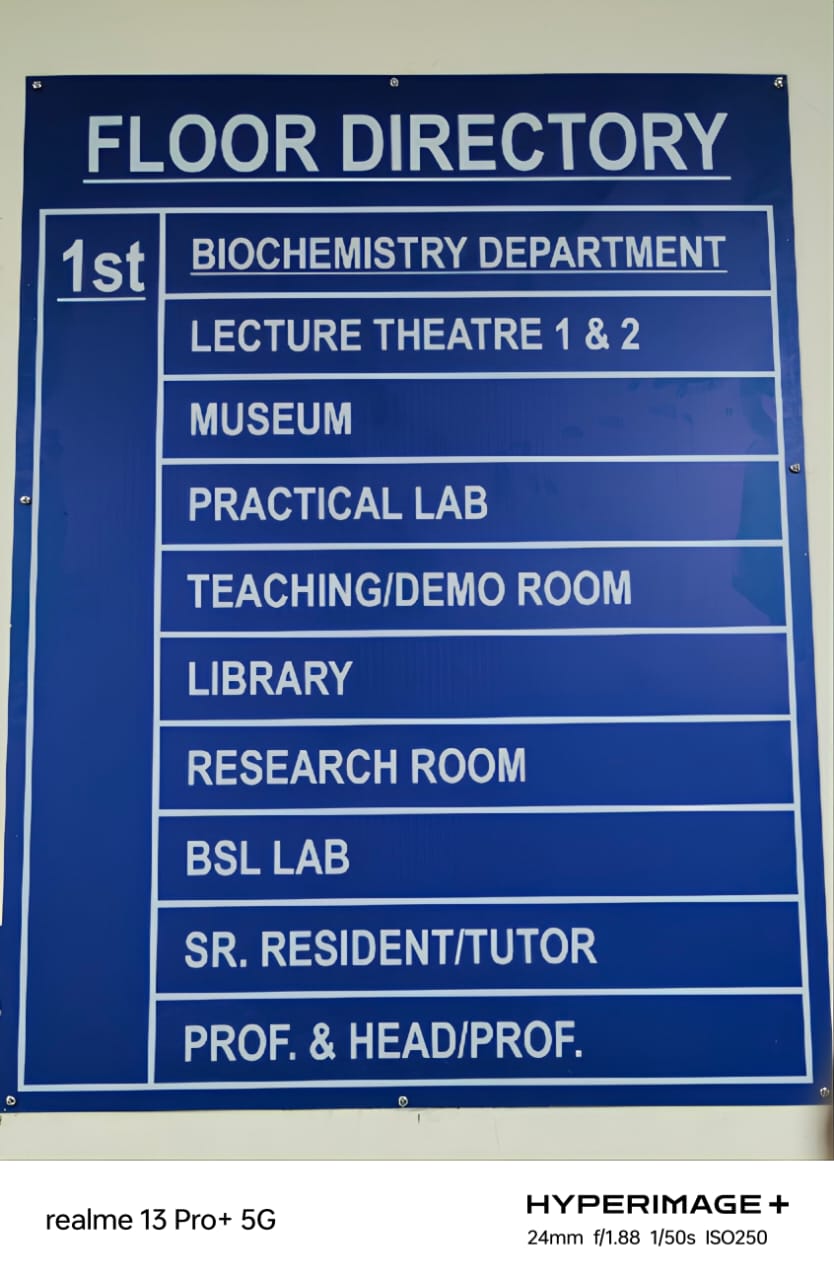 FLOOR DIRECTORY
1st
BIOCHEMISTRY DEPARTMENT
LECTURE THEATRE 1 & 2
MUSEUM
PRACTICAL LAB
TEACHING/DEMO ROOM
LIBRARY
RESEARCH ROOM
BSL LAB
SR. RESIDENT/TUTOR
PROF. & HEAD/PROF.
realme 13 Pro+ 5G
HYPERIMAGE+
24mm f/1.88 1/50s ISO250